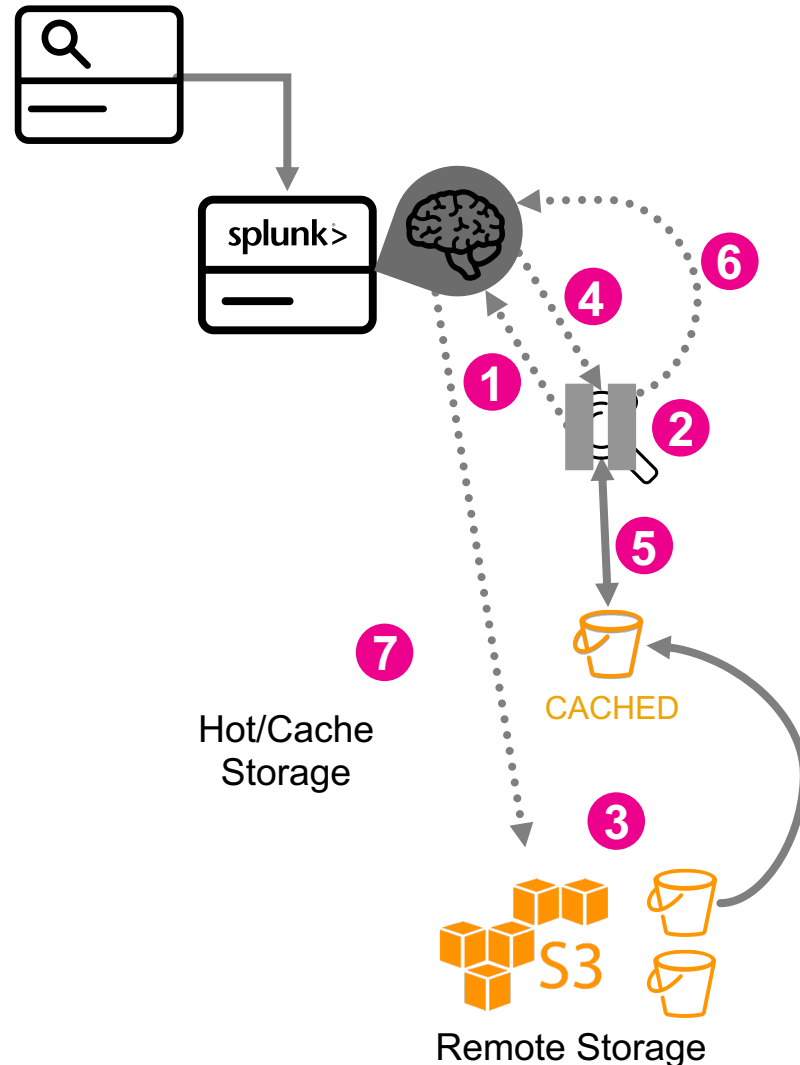 splunk>
6
4
1
2
5
7
CACHED
Hot/Cache
Storage
3
S3
Remote Storage